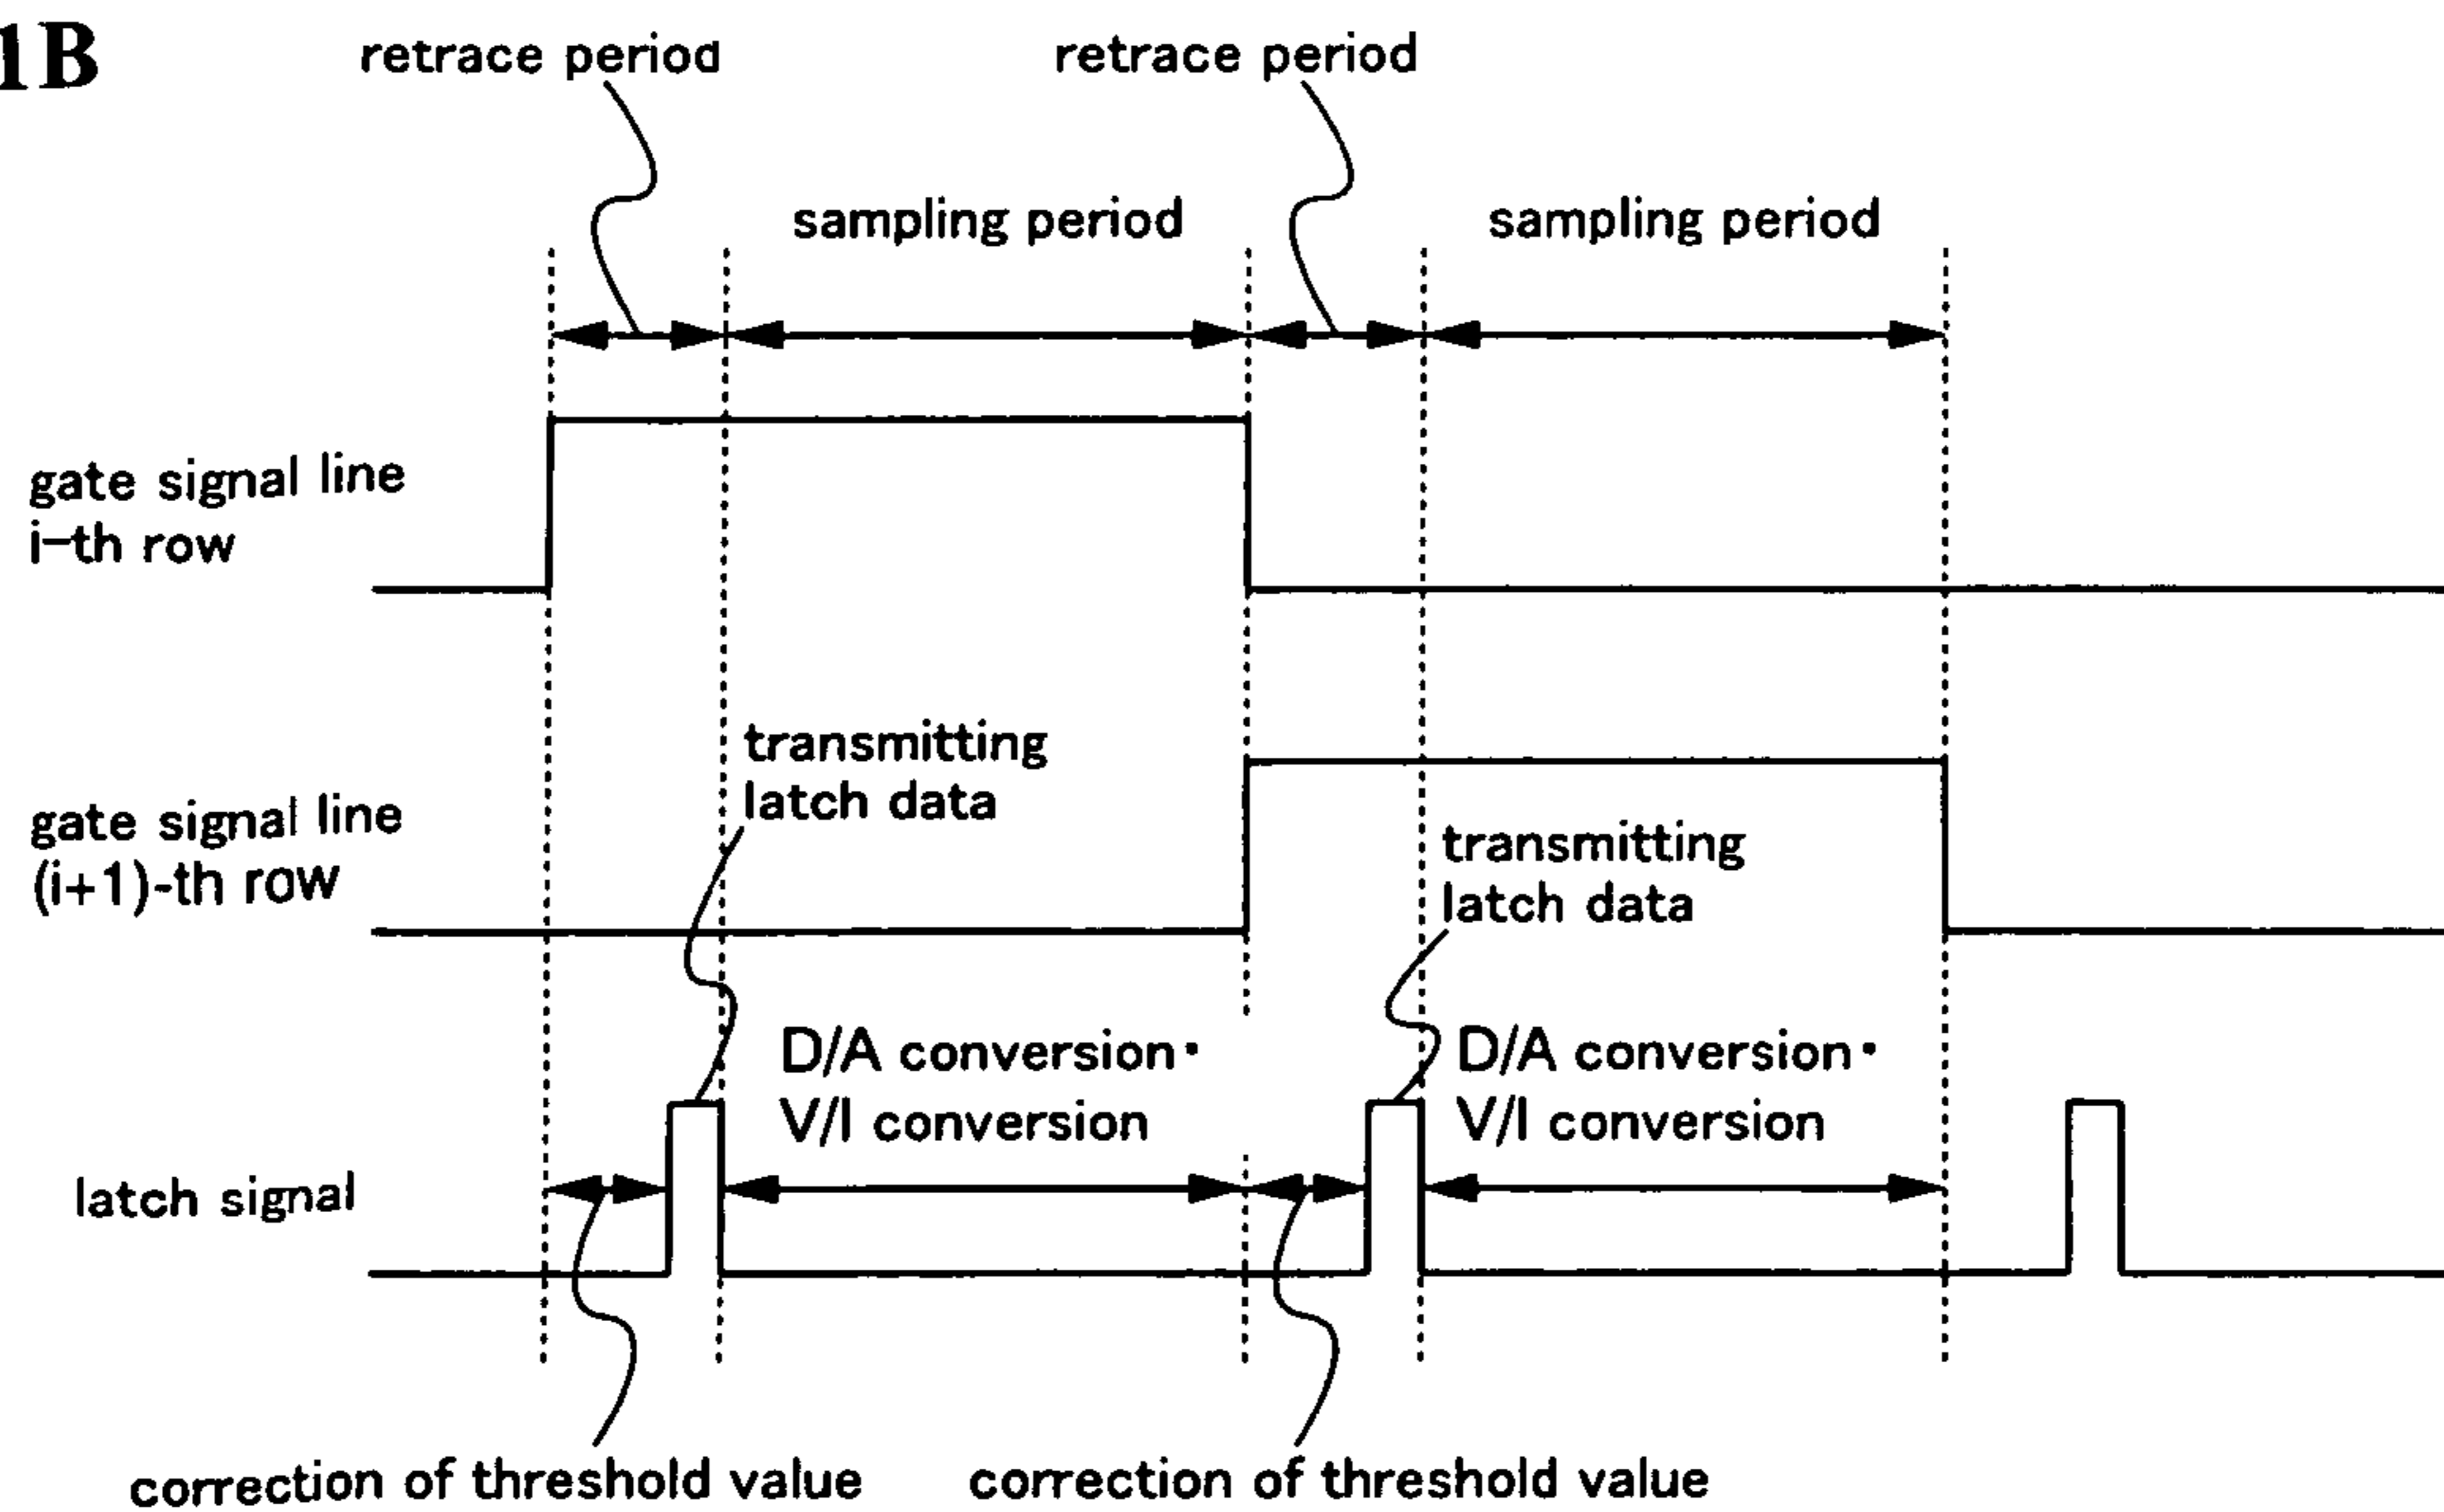 1B
retrace period
retrace period
sampling period
sampling period
gate signal line
i-th row
transmitting
latch data
gate signal line
(i+1)-th row
transmitting
latch data
D/A conversion·
V/I conversion
D/A conversion·
V/I conversion
latch signal
correction of threshold value
correction of threshold value